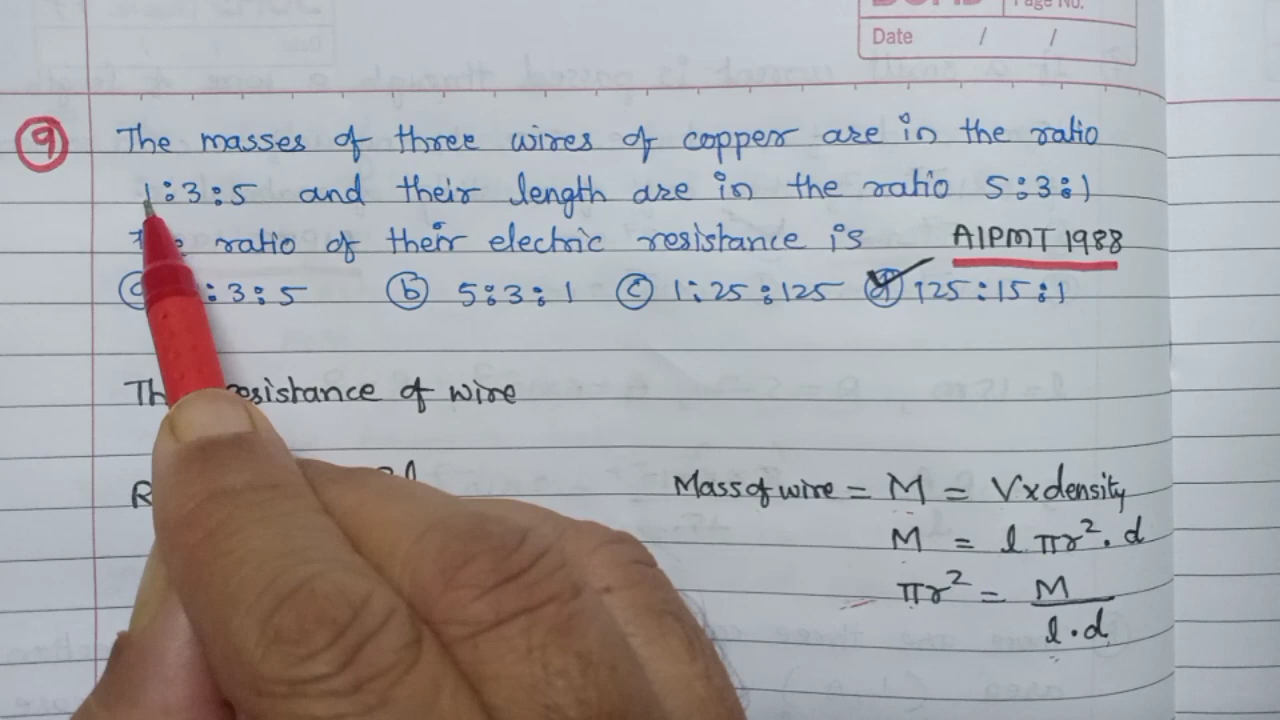 Page No.
Date / /
9 The masses of three wires of copper are in the ratio
1:3:5 and their length are in the ratio 5:3:1
ratio of their electric resistance is AIPMT 1988
:3:5 (b) 5:3:1 (c) 1:25:125 (d) 125:15:1
of wire
R
Mass of wire = M = V x density
M = l πr². d
πr² = M / l.d